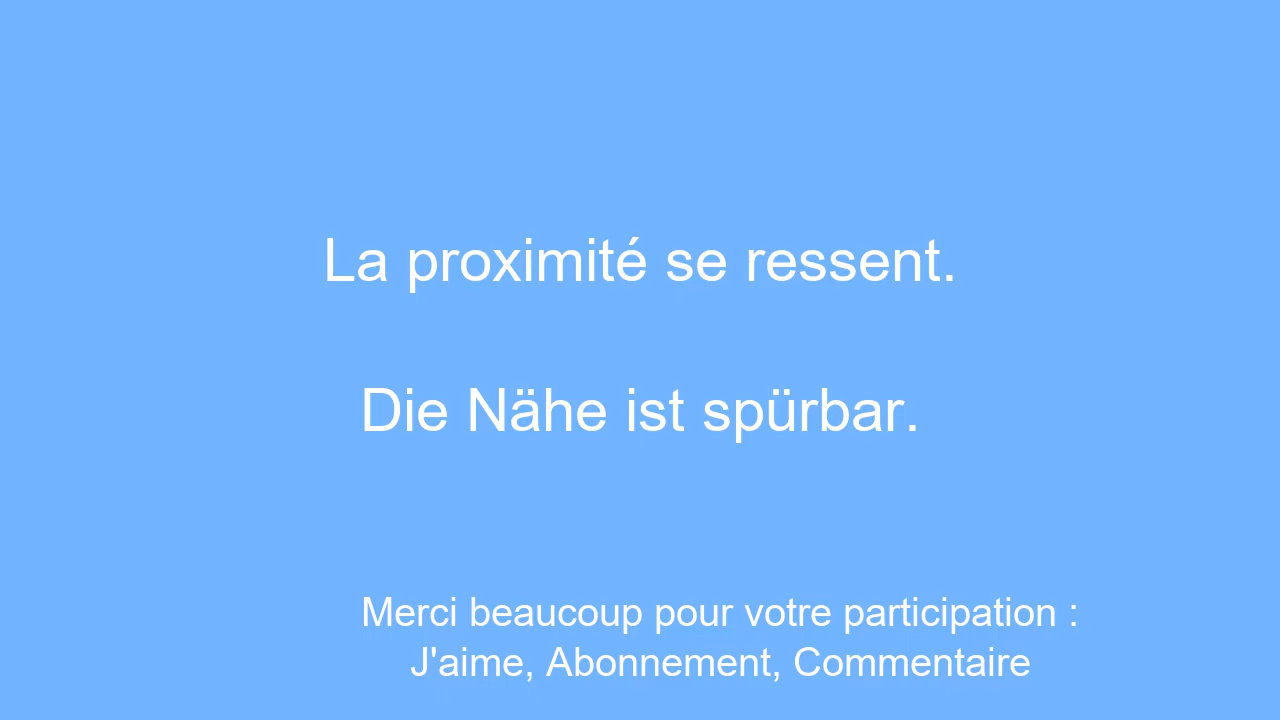 La proximité se ressent.
Die Nähe ist spürbar.
Merci beaucoup pour votre participation :
J'aime, Abonnement, Commentaire